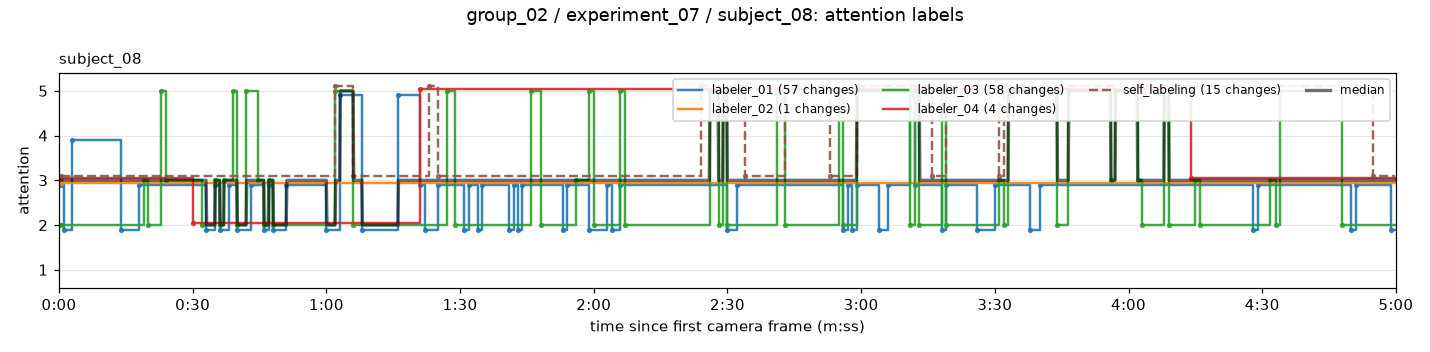 group_02 / experiment_07 / subject_08: attention labels
subject_08
labeler_01 (57 changes)
labeler_02 (1 changes)
labeler_03 (58 changes)
labeler_04 (4 changes)
self_labeling (15 changes)
median
attention
5
4
3
2
1
0:00 0:30 1:00 1:30 2:00 2:30 3:00 3:30 4:00 4:30 5:00
time since first camera frame (m:ss)